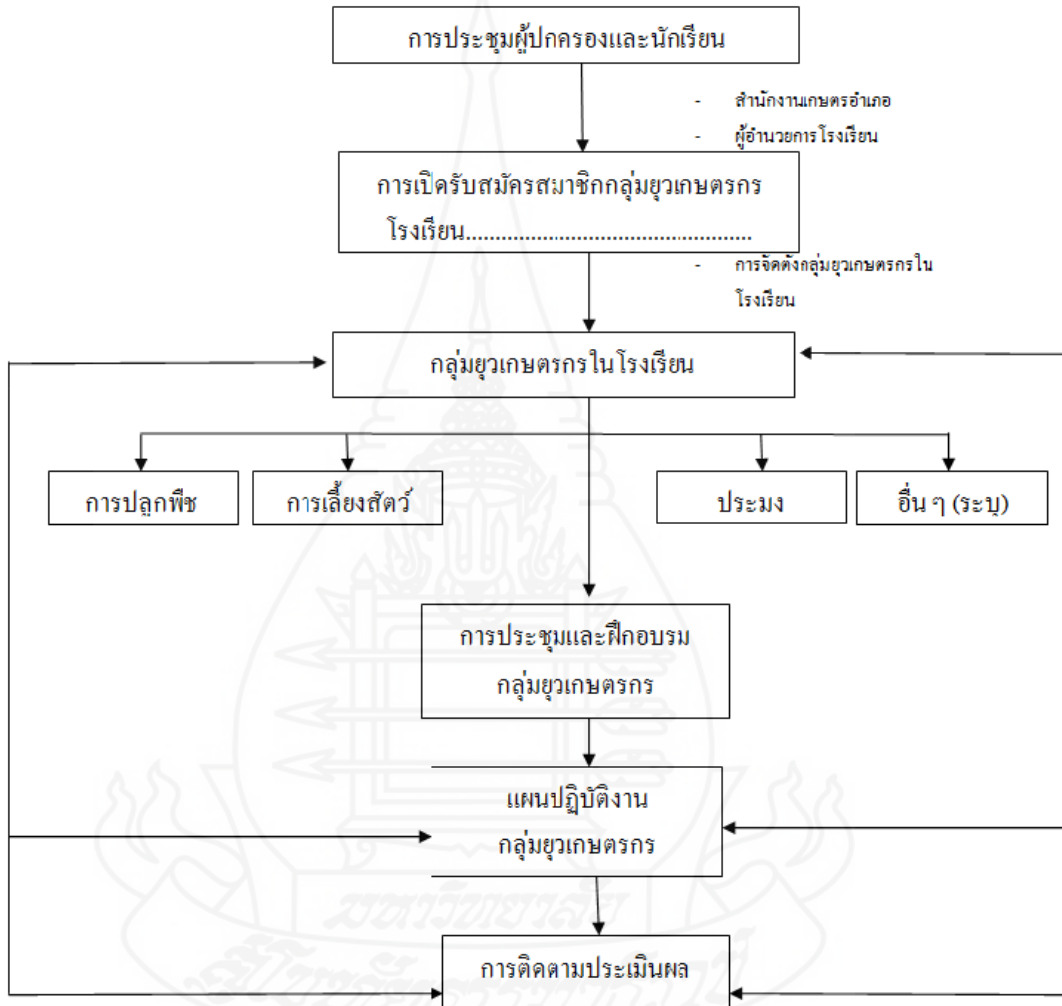 การประชุมผู้ปกครองและนักเรียน
- สำนักงานเกษตรอำเภอ
- ผู้อำนวยการโรงเรียน
การเปิดรับสมัครสมาชิกกลุ่มยุวเกษตรกร
โรงเรียน................................................
- การจัดตั้งกลุ่มยุวเกษตรกรใน
โรงเรียน
กลุ่มยุวเกษตรกรในโรงเรียน
การปลูกพืช
การเลี้ยงสัตว์
ประมง
อื่น ๆ (ระบุ)
การประชุมและฝึกอบรม
กลุ่มยุวเกษตรกร
แผนปฏิบัติงาน
กลุ่มยุวเกษตรกร
มหาวิทยาลัย
การติดตามประเมินผล